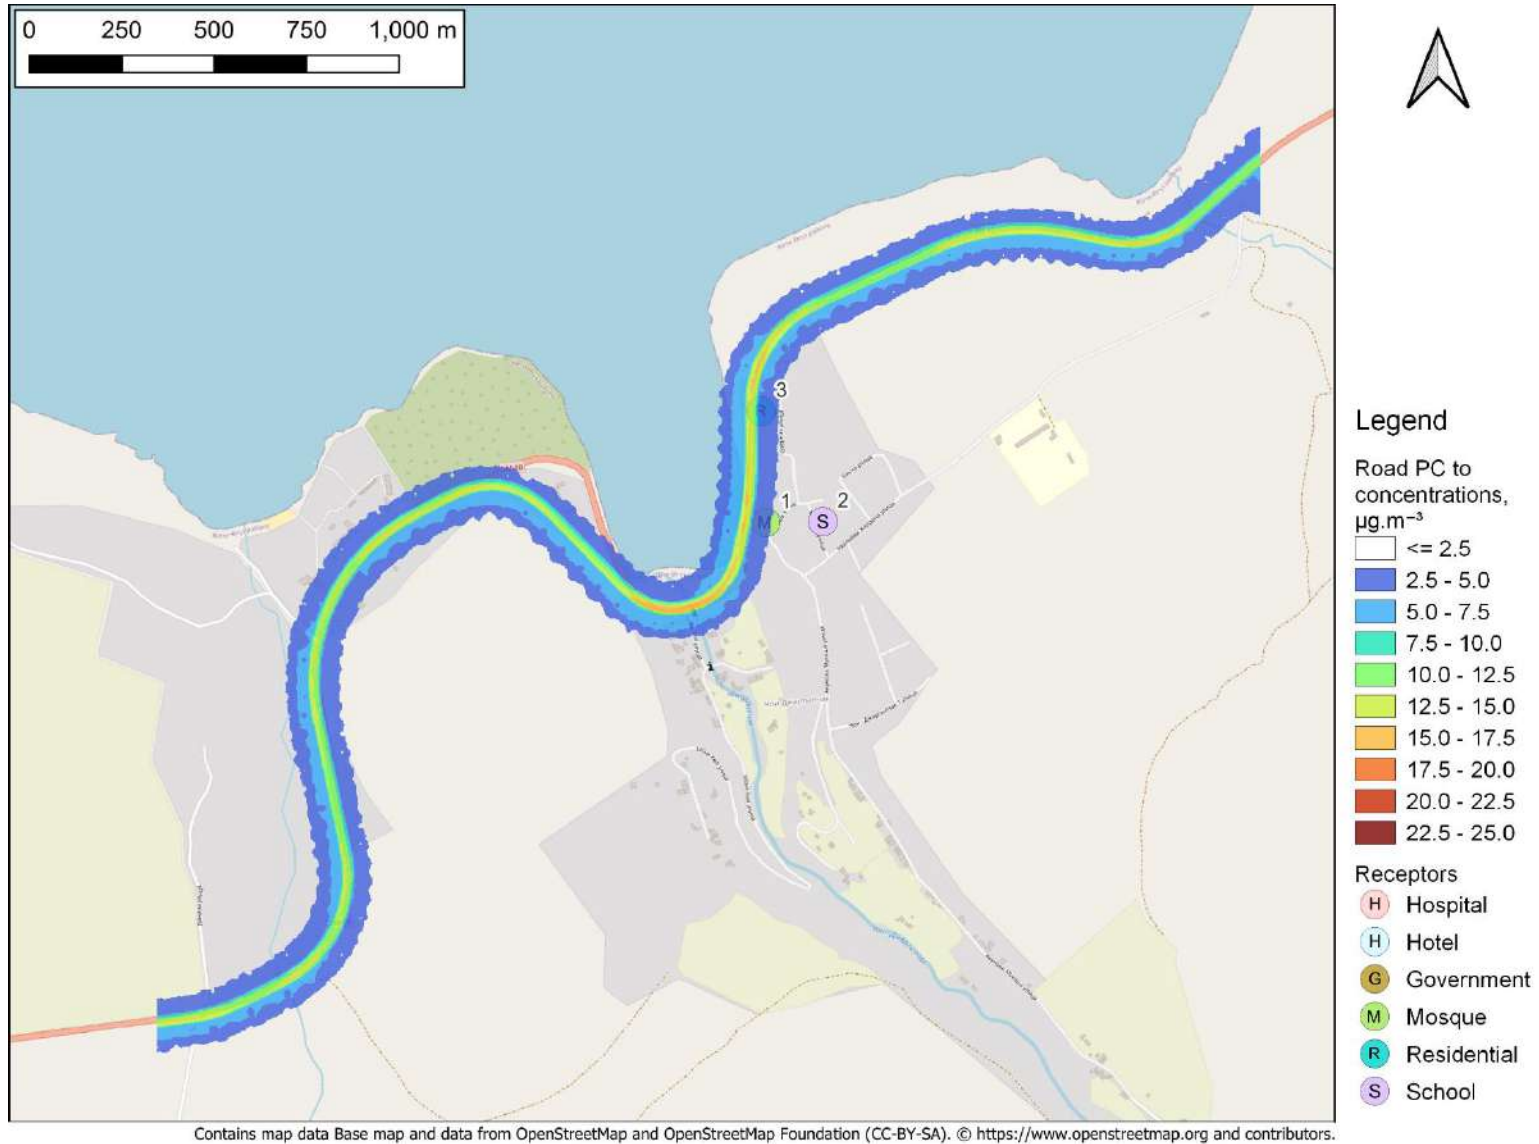 0 250 500 750 1,000 m
3
R
1
M
2
S
Legend
Road PC to
concentrations,
µg.m⁻³
<= 2.5
2.5 - 5.0
5.0 - 7.5
7.5 - 10.0
10.0 - 12.5
12.5 - 15.0
15.0 - 17.5
17.5 - 20.0
20.0 - 22.5
22.5 - 25.0
Receptors
H Hospital
H Hotel
G Government
M Mosque
R Residential
S School
Contains map data Base map and data from OpenStreetMap and OpenStreetMap Foundation (CC-BY-SA). © https://www.openstreetmap.org and contributors.